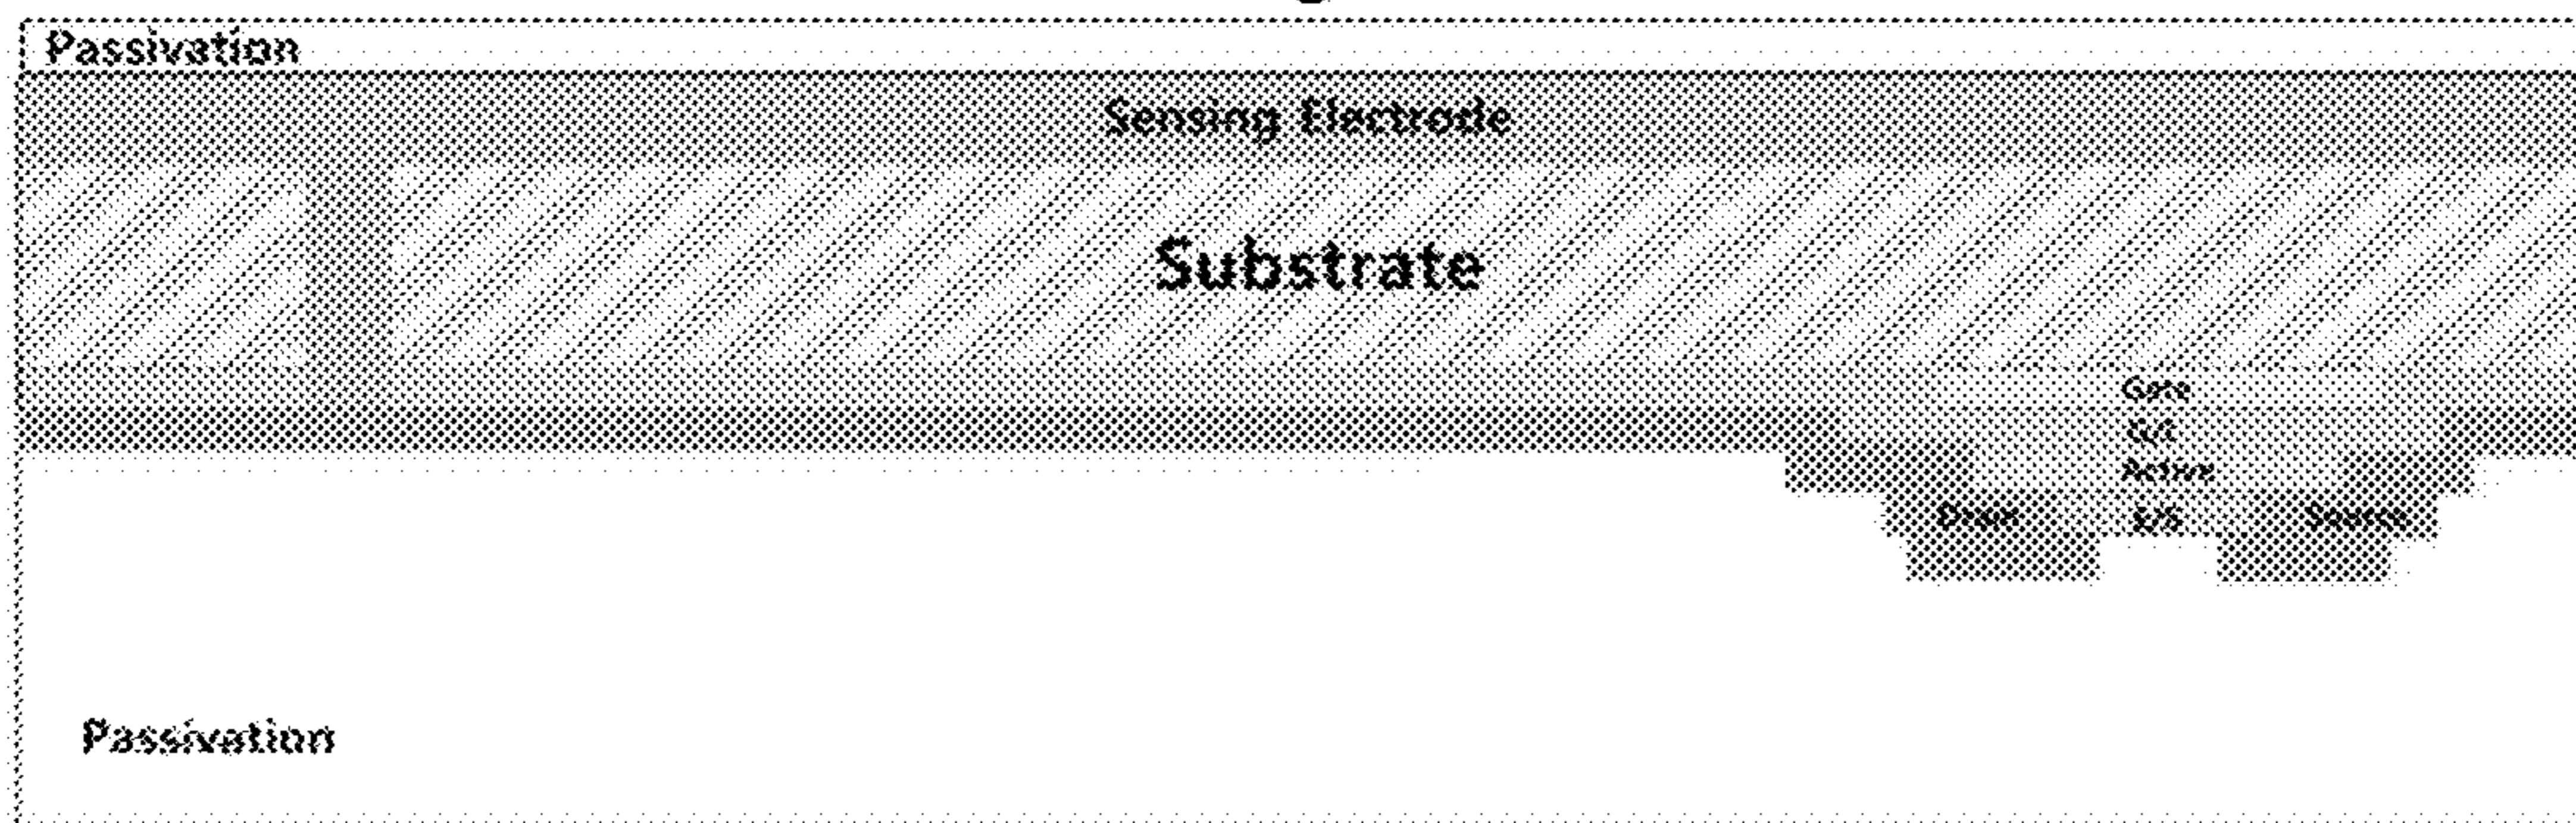 Passivation
Sensing Electrode
Substrate
Gate
G/I
Active
Drain E/S Source
Passivation